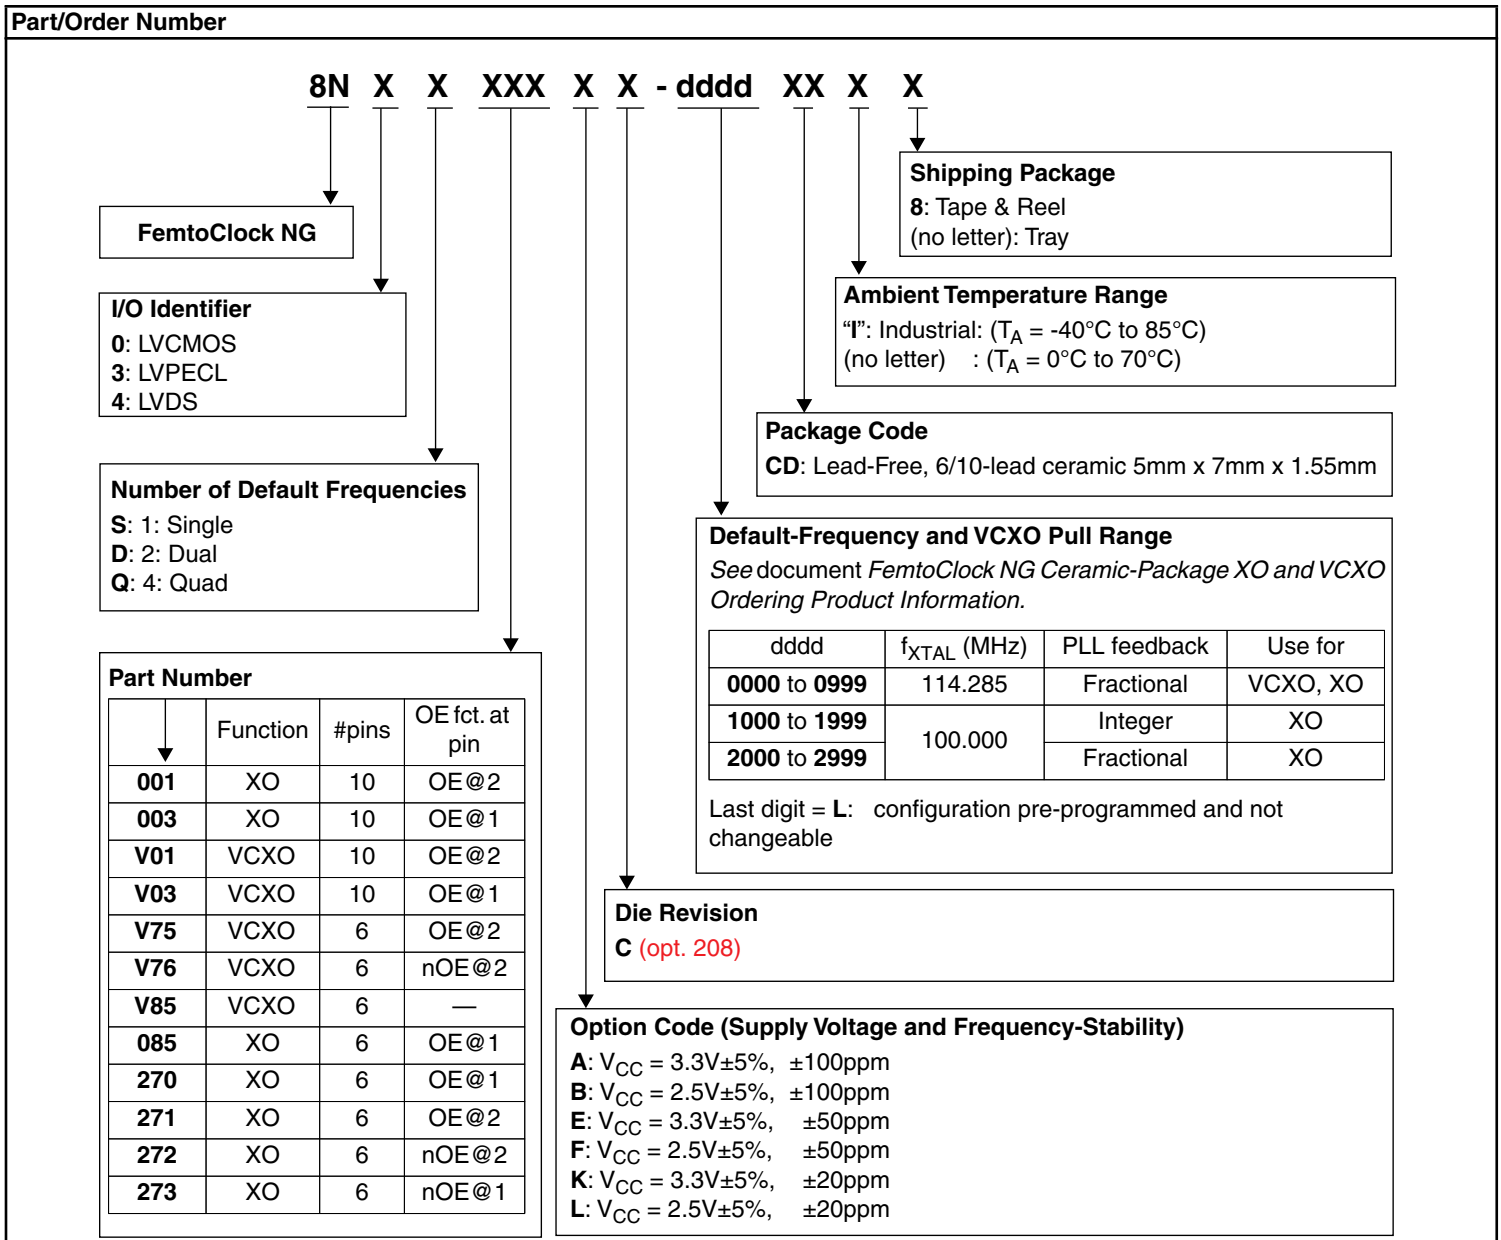 Part/Order Number
8N X X XXX X X - dddd XX X X
Shipping Package
8: Tape & Reel
(no letter): Tray
FemtoClock NG
Ambient Temperature Range
“I”: Industrial: (TA = -40°C to 85°C)
(no letter) : (TA = 0°C to 70°C)
I/O Identifier
0: LVCMOS
3: LVPECL
4: LVDS
Package Code
CD: Lead-Free, 6/10-lead ceramic 5mm x 7mm x 1.55mm
Number of Default Frequencies
S: 1: Single
D: 2: Dual
Q: 4: Quad
Default-Frequency and VCXO Pull Range
See document FemtoClock NG Ceramic-Package XO and VCXO
Ordering Product Information.
dddd fXTAL (MHz) PLL feedback Use for
0000 to 0999 114.285 Fractional VCXO, XO
1000 to 1999 100.000 Integer XO
2000 to 2999 Fractional XO
Last digit = L: configuration pre-programmed and not
changeable
Part Number
Function #pins OE fct. at
pin
001 XO 10 OE@2
003 XO 10 OE@1
V01 VCXO 10 OE@2
V03 VCXO 10 OE@1
V75 VCXO 6 OE@2
V76 VCXO 6 nOE@2
V85 VCXO 6 —
085 XO 6 OE@1
270 XO 6 OE@1
271 XO 6 OE@2
272 XO 6 nOE@2
273 XO 6 nOE@1
Die Revision
C (opt. 208)
Option Code (Supply Voltage and Frequency-Stability)
A: VCC = 3.3V±5%, ±100ppm
B: VCC = 2.5V±5%, ±100ppm
E: VCC = 3.3V±5%, ±50ppm
F: VCC = 2.5V±5%, ±50ppm
K: VCC = 3.3V±5%, ±20ppm
L: VCC = 2.5V±5%, ±20ppm